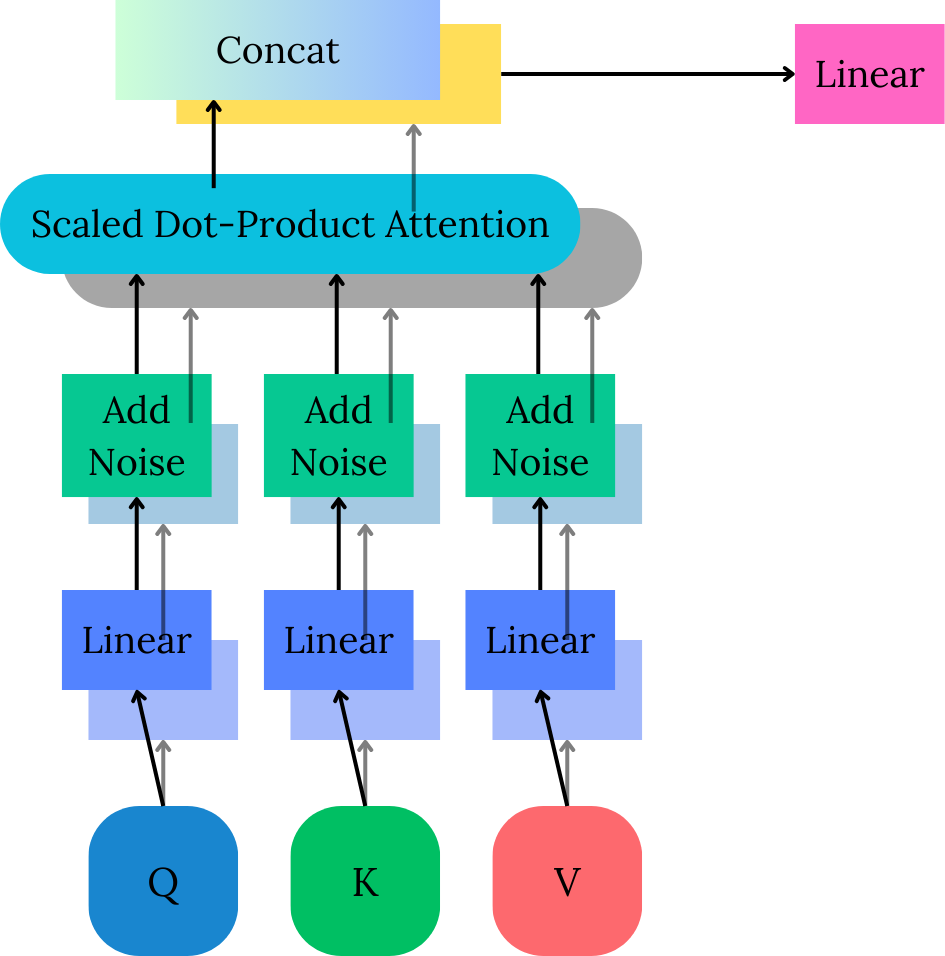 Concat
Linear
Scaled Dot-Product Attention
Add
Noise
Add
Noise
Add
Noise
Linear
Linear
Linear
Q
K
V